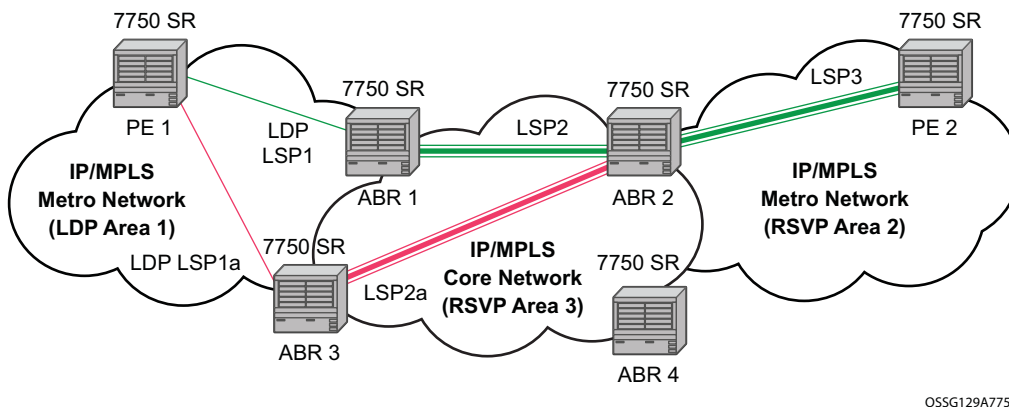 7750 SR
PE 1
7750 SR
ABR 1
LDP
LSP1
LSP2
7750 SR
ABR 2
LSP3
7750 SR
PE 2
IP/MPLS
Metro Network
(LDP Area 1)
IP/MPLS
Metro Network
(RSVP Area 2)
LDP LSP1a
7750 SR
ABR 3
LSP2a
IP/MPLS
Core Network
(RSVP Area 3)
7750 SR
ABR 4
OSSG129A775